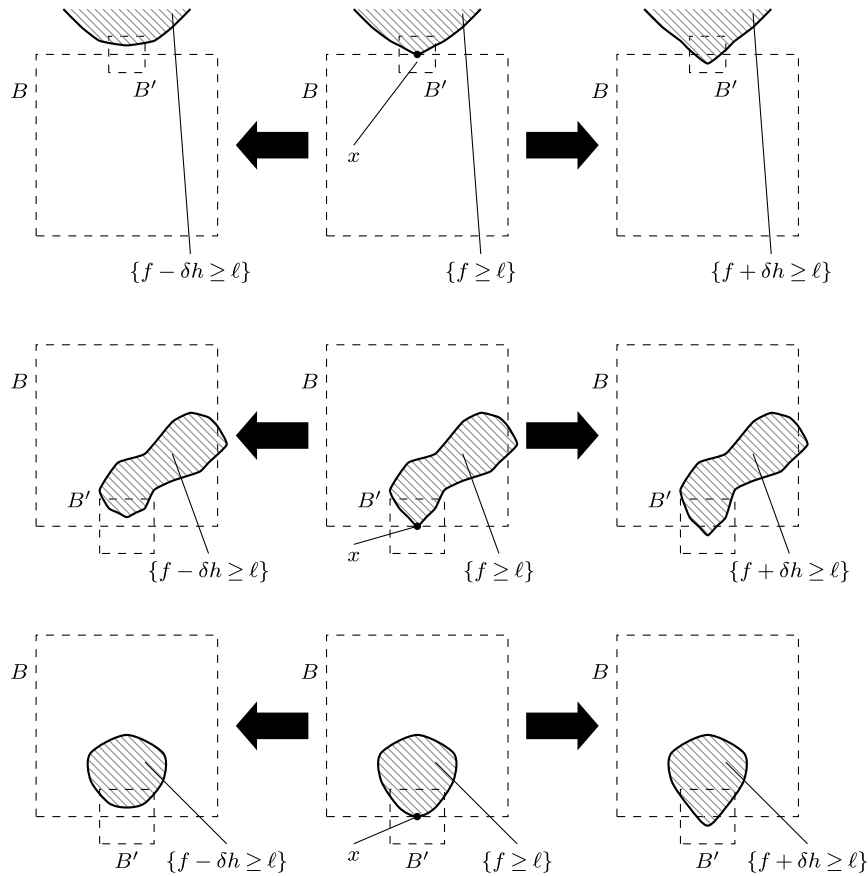 B B B
B′ B′ B′
x
{f − δh ≥ ℓ} {f ≥ ℓ} {f + δh ≥ ℓ}
B B B
B′ B′ B′
x
{f − δh ≥ ℓ} {f ≥ ℓ} {f + δh ≥ ℓ}
B B B
x
B′ {f − δh ≥ ℓ} B′ {f ≥ ℓ} B′ {f + δh ≥ ℓ}